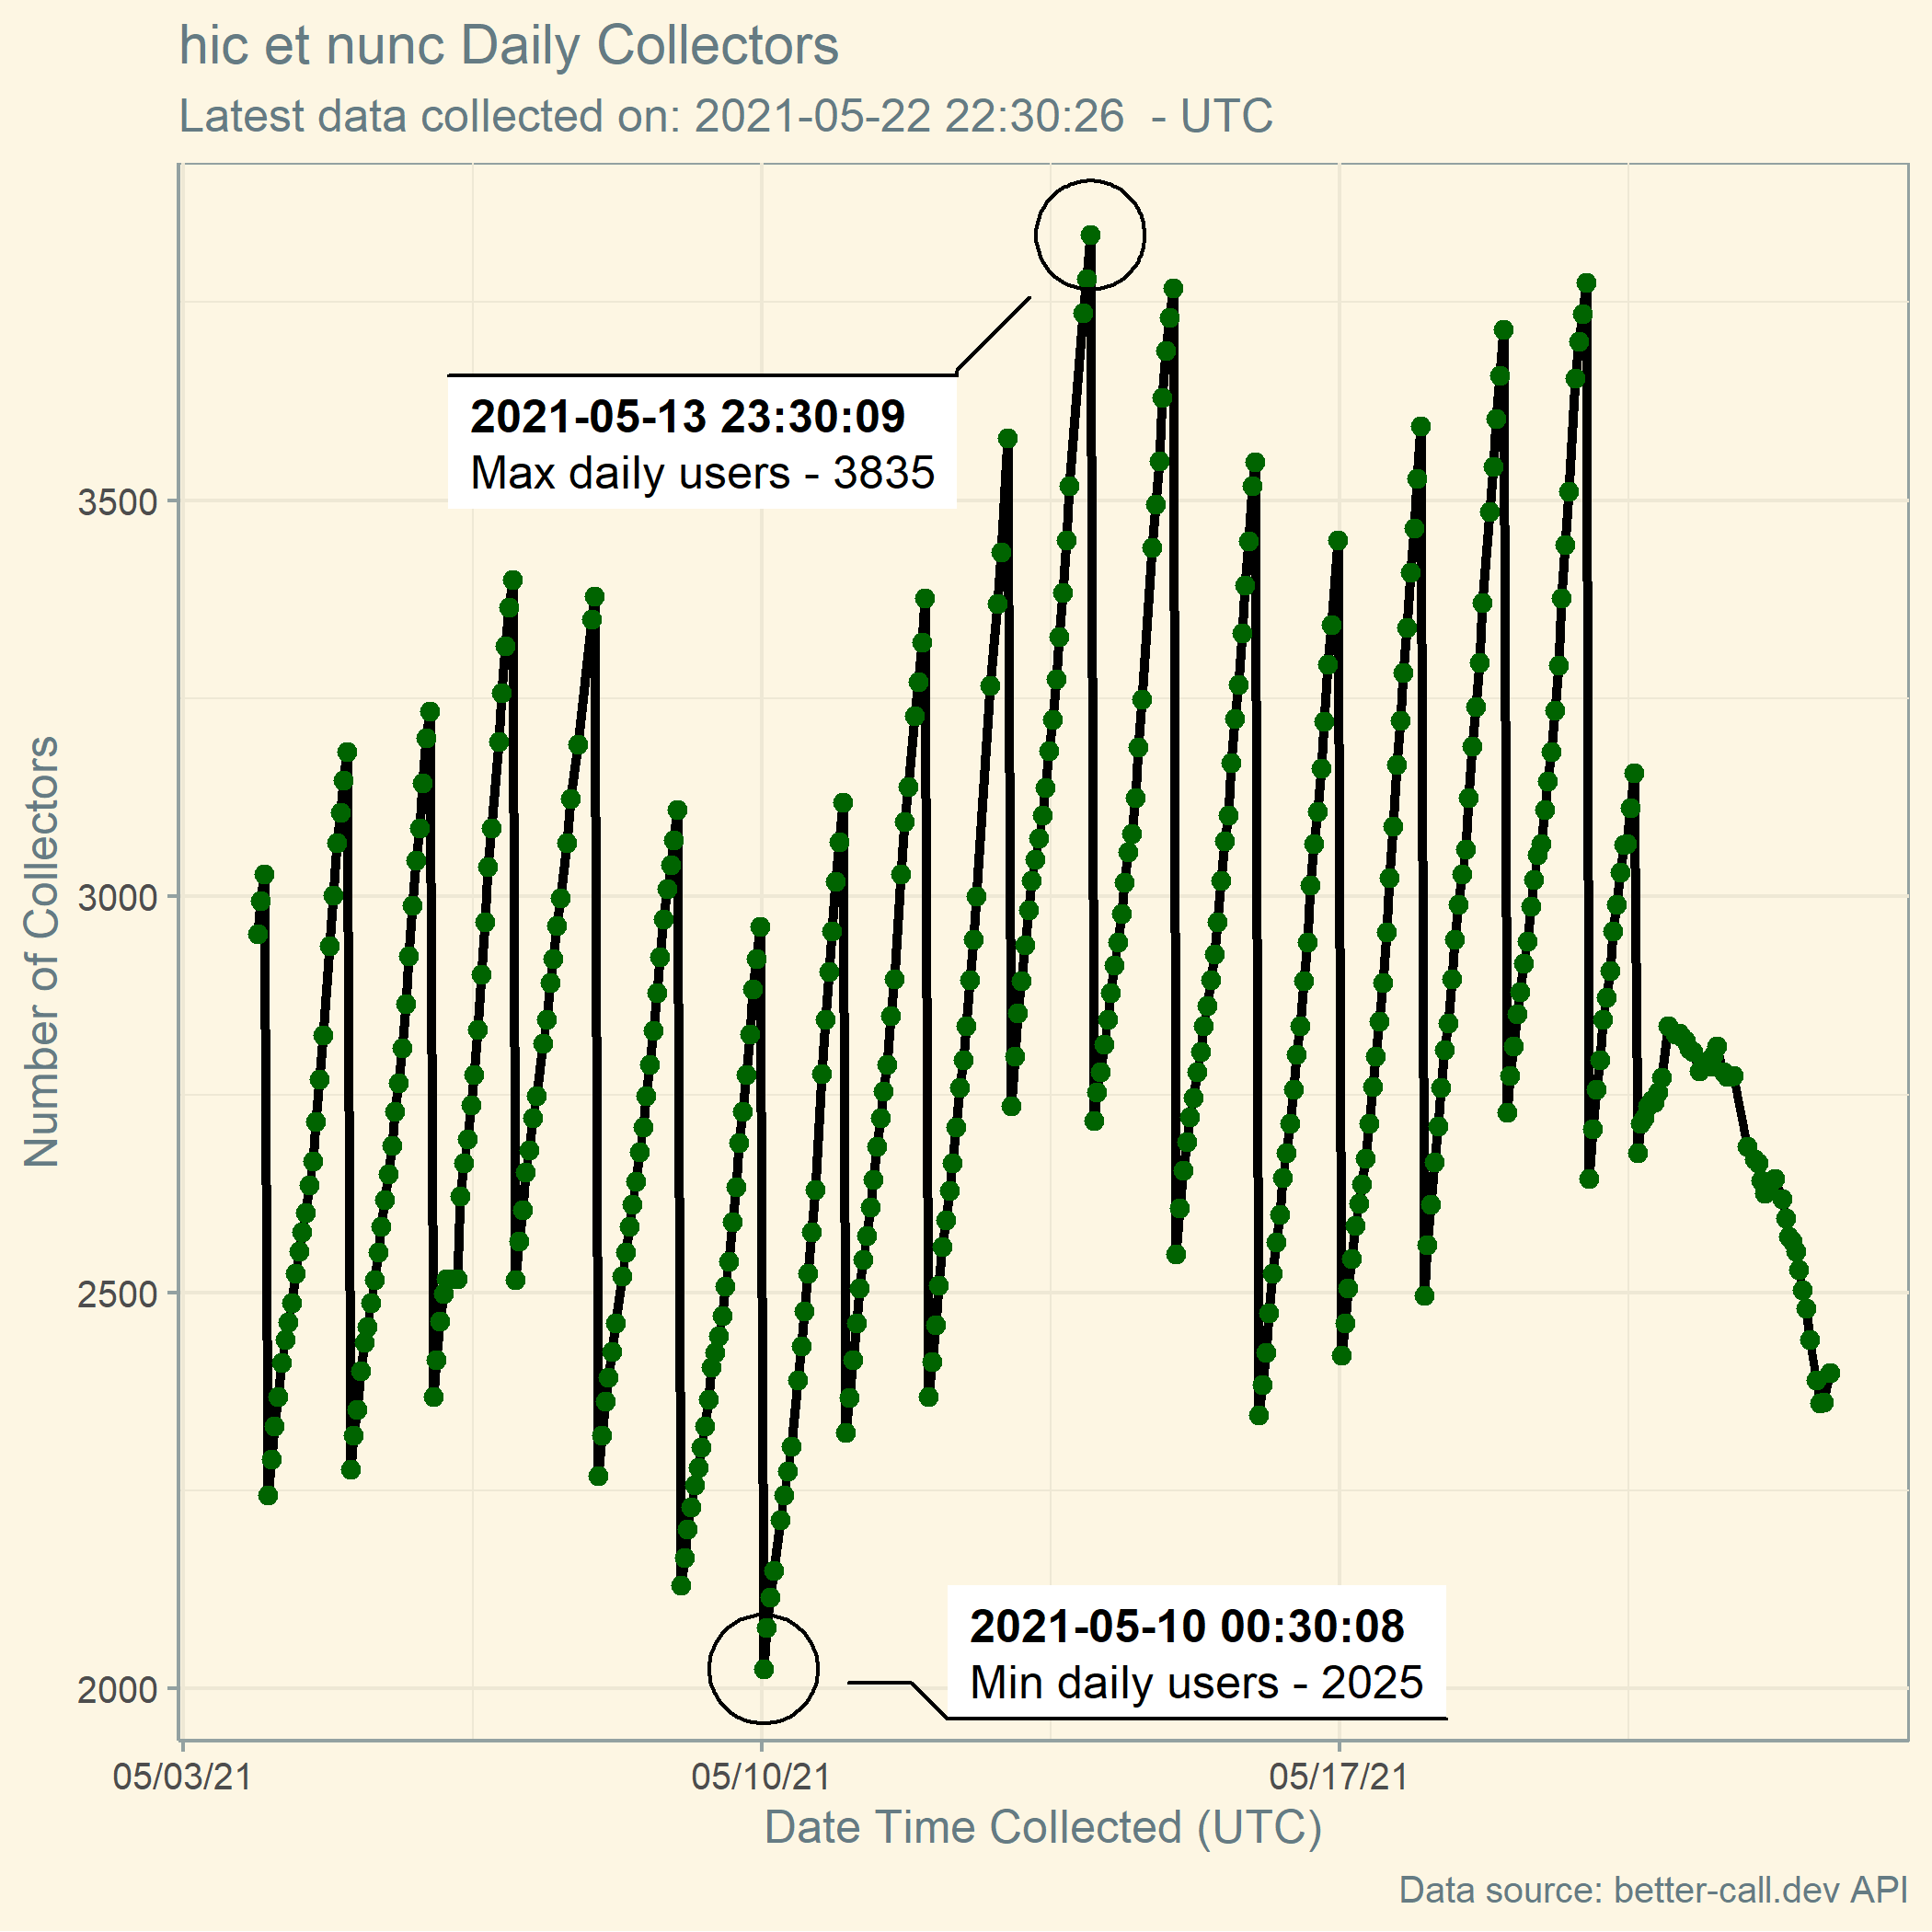 hic et nunc Daily Collectors
Latest data collected on: 2021-05-22 22:30:26  - UTC
2021-05-13 23:30:09
Max daily users - 3835
3500
3000
2500
2000
Number of Collectors
2021-05-10 00:30:08
Min daily users - 2025
05/03/21
05/10/21
05/17/21
Date Time Collected (UTC)
Data source: better-call.dev API